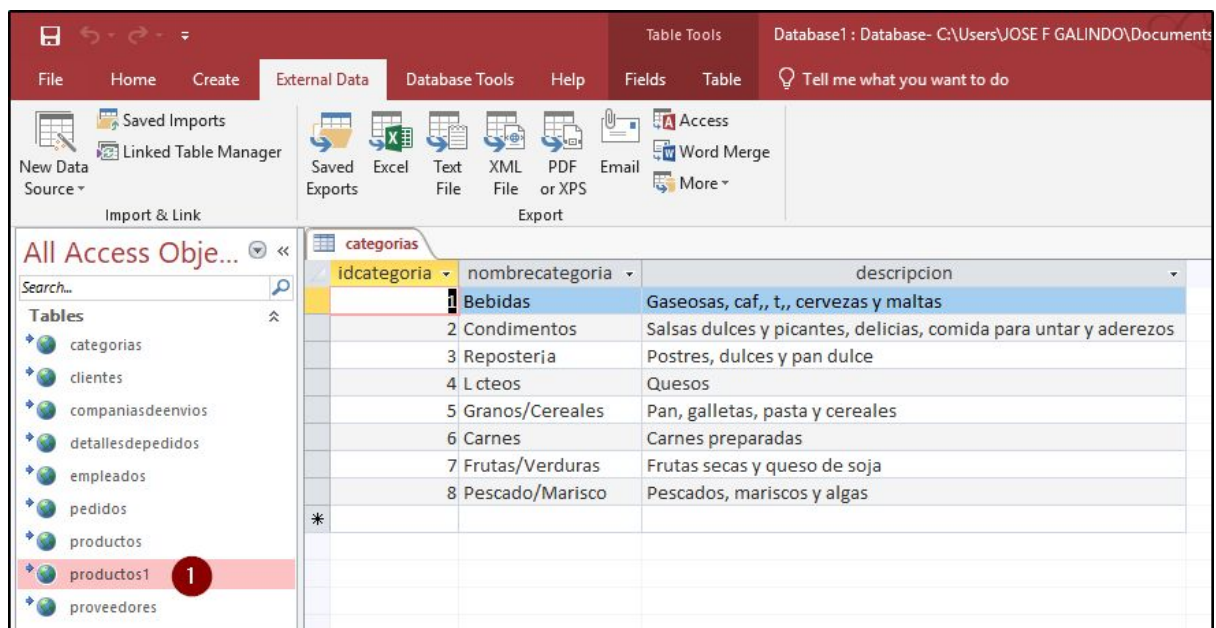 Table Tools
Database1 : Database- C:\Users\JOSE F GALINDO\Documents
File Home Create External Data Database Tools Help Fields Table Tell me what you want to do
New Data Source
Saved Imports
Linked Table Manager
Import & Link
Saved Exports
Excel
Text File
XML File
PDF or XPS
Email
Access
Word Merge
More
Export
All Access Obje...
Search...
Tables
categorias
clientes
companiasdeenvios
detallesdepedidos
empleados
pedidos
productos
productos1 1
proveedores
categorias
idcategoria nombrecategoria descripcion
1 Bebidas Gaseosas, caf,, t,, cervezas y maltas
2 Condimentos Salsas dulces y picantes, delicias, comida para untar y aderezos
3 Reposter¡a Postres, dulces y pan dulce
4 L cteos Quesos
5 Granos/Cereales Pan, galletas, pasta y cereales
6 Carnes Carnes preparadas
7 Frutas/Verduras Frutas secas y queso de soja
8 Pescado/Marisco Pescados, mariscos y algas